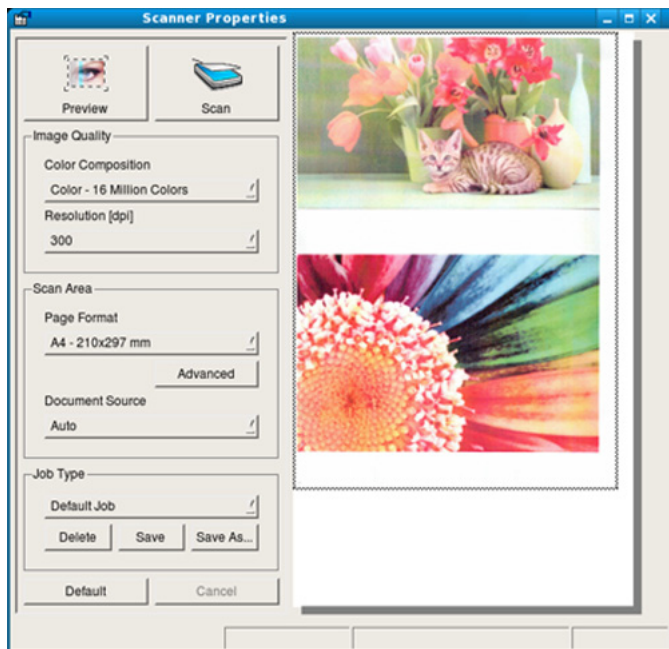 Scanner Properties
Preview
Scan
Image Quality
Color Composition
Color - 16 Million Colors
Resolution [dpi]
300
Scan Area
Page Format
A4 - 210x297 mm
Advanced
Document Source
Auto
Job Type
Default Job
Delete
Save
Save As...
Default
Cancel